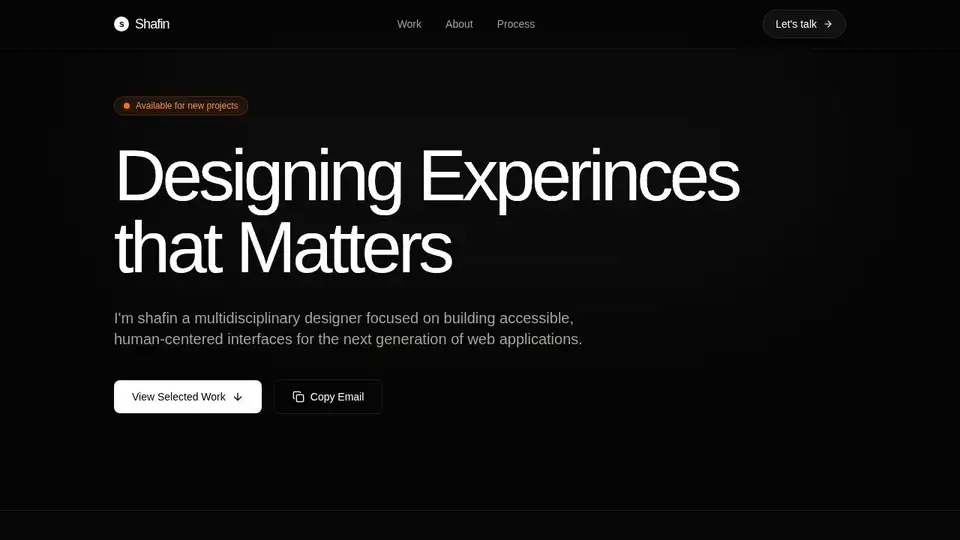 S Shafin
Work About Process
Let's talk
Available for new projects
Designing Experinces
that Matters
I'm shafin a multidisciplinary designer focused on building accessible,
human-centered interfaces for the next generation of web applications.
View Selected Work
Copy Email